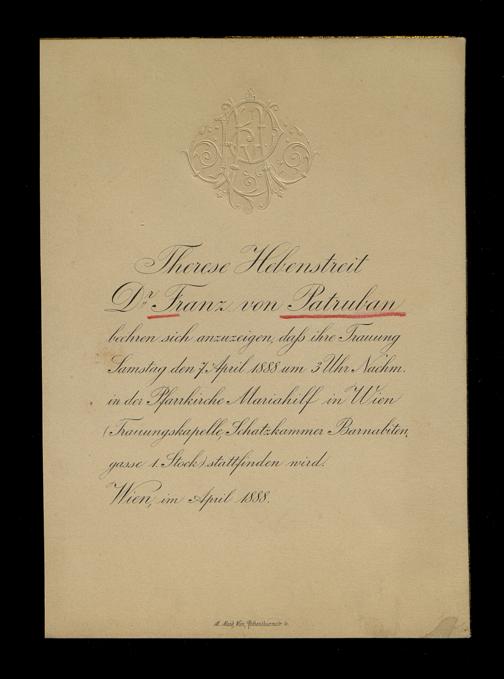 Therese Hebenstreit
Dr. Franz von Patruban
beehren sich anzuzeigen, daß ihre Trauung
Samstag den 7. April 1888 um 3 Uhr Nachm.
in der Pfarrkirche Mariahilf in Wien
(Trauungskapelle, Schatzkammer Barnabiten,
gasse 1. Stock) stattfinden wird.
Wien, im April 1888.
Wien,